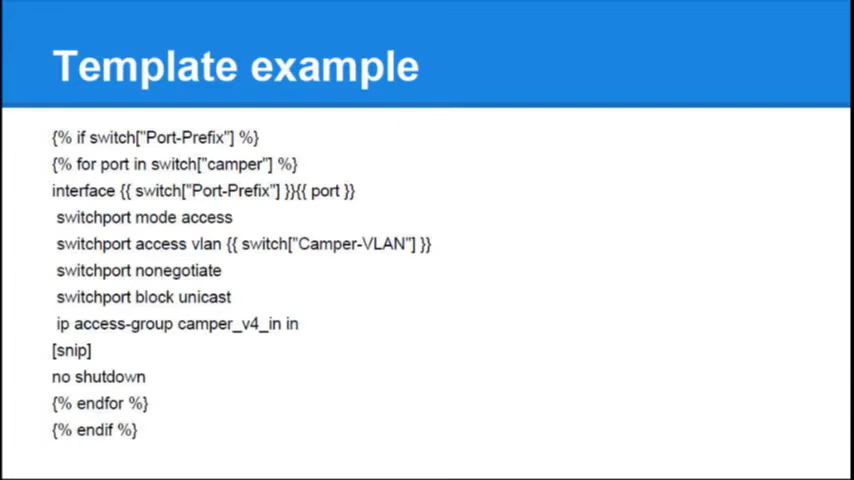 Template example
{% if switch["Port-Prefix"] %}
{% for port in switch["camper"] %}
interface {{ switch["Port-Prefix"] }}{{ port }}
switchport mode access
switchport access vlan {{ switch["Camper-VLAN"] }}
switchport nonegotiate
switchport block unicast
ip access-group camper_v4_in in
[snip]
no shutdown
{% endfor %}
{% endif %}